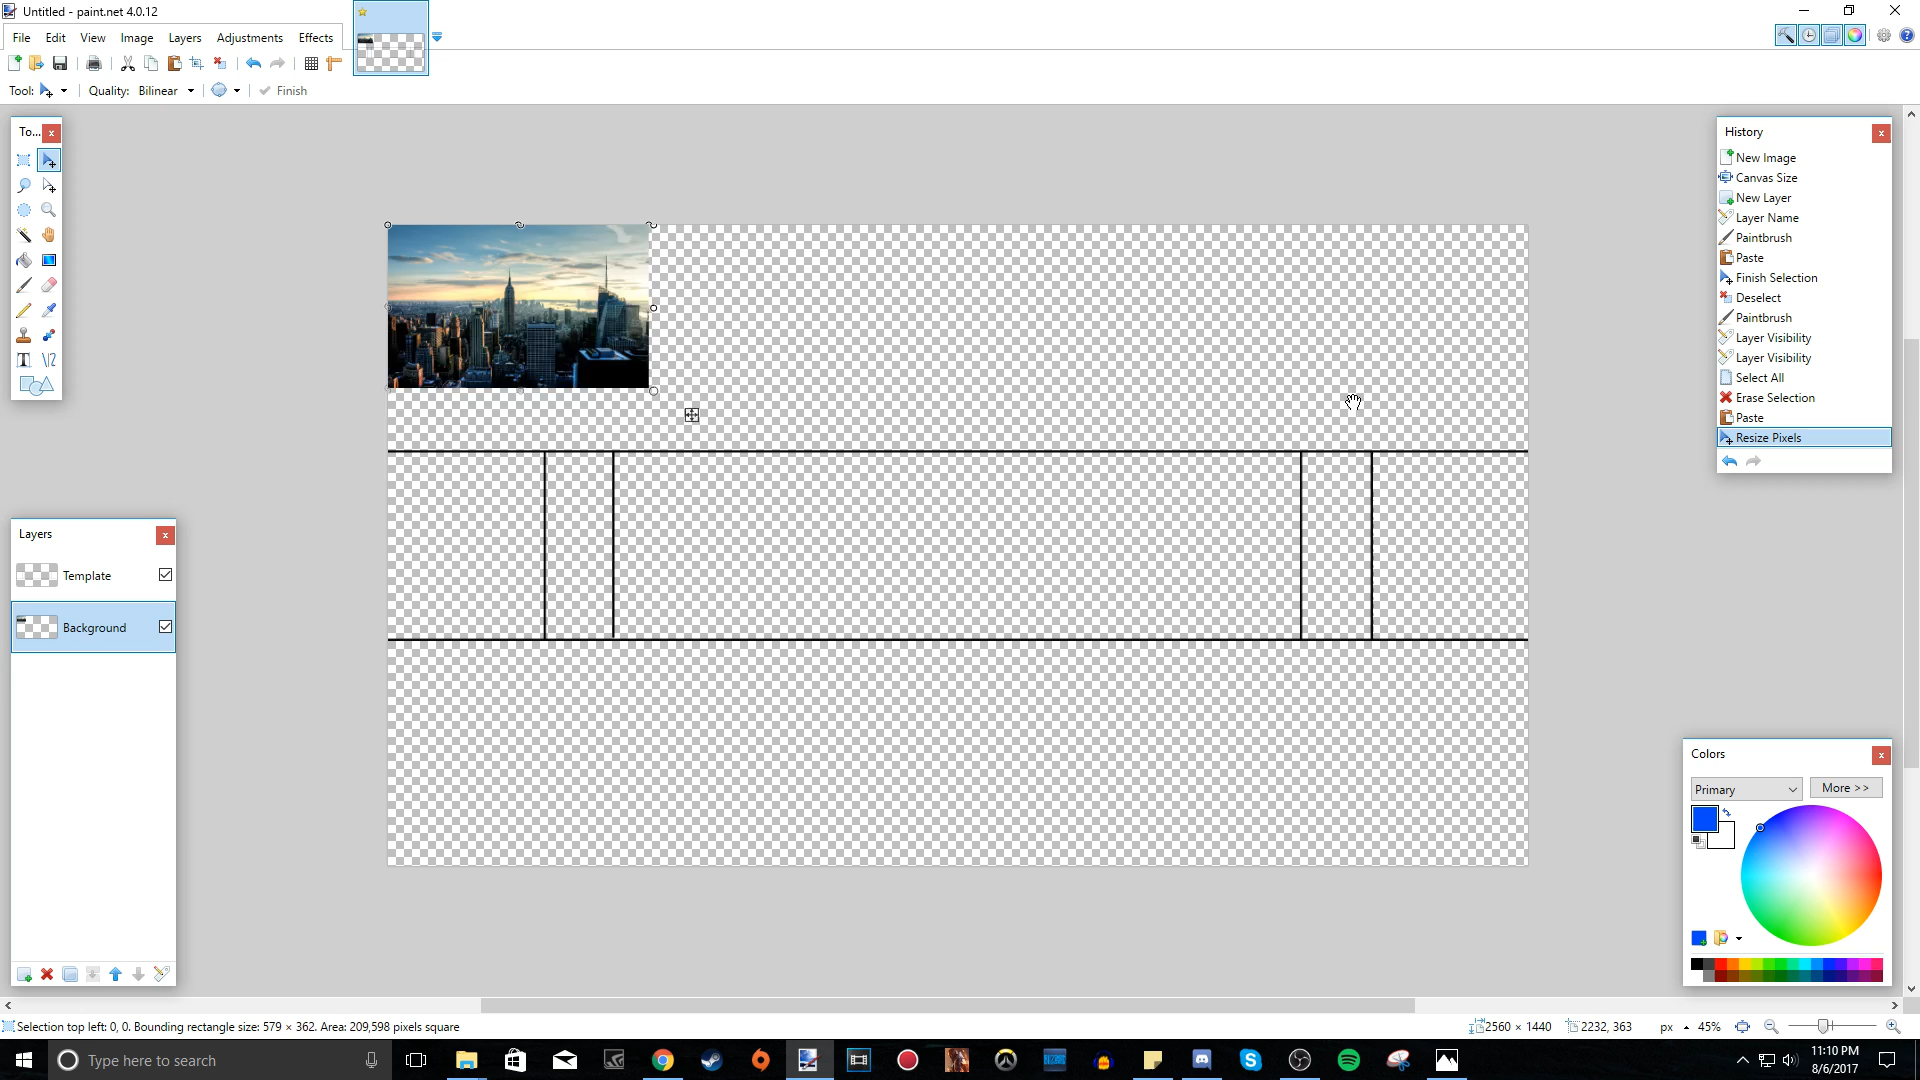 Untitled - paint.net 4.0.12
File Edit View Image Layers Adjustments Effects
Tool: Quality: Bilinear Finish
To...
History
New Image
Canvas Size
New Layer
Layer Name
Paintbrush
Paste
Finish Selection
Deselect
Paintbrush
Layer Visibility
Layer Visibility
Select All
Erase Selection
Paste
Resize Pixels
Layers
Template
Background
Colors
Primary More >>
Selection top left: 0, 0. Bounding rectangle size: 579 × 362. Area: 209,598 pixels square
2560 × 1440 2232, 363 px 45%
Type here to search
11:10 PM
8/6/2017